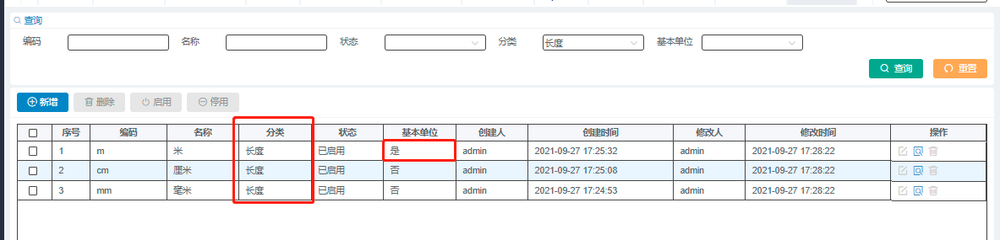 查询
编码 名称 状态 分类 长度 基本单位
查询 重置
新增 删除 启用 停用
序号 编码 名称 分类 状态 基本单位 创建人 创建时间 修改人 修改时间 操作
1 m 米 长度 已启用 是 admin 2021-09-27 17:25:32 admin 2021-09-27 17:28:22
2 cm 厘米 长度 已启用 否 admin 2021-09-27 17:25:08 admin 2021-09-27 17:28:22
3 mm 毫米 长度 已启用 否 admin 2021-09-27 17:24:53 admin 2021-09-27 17:28:22